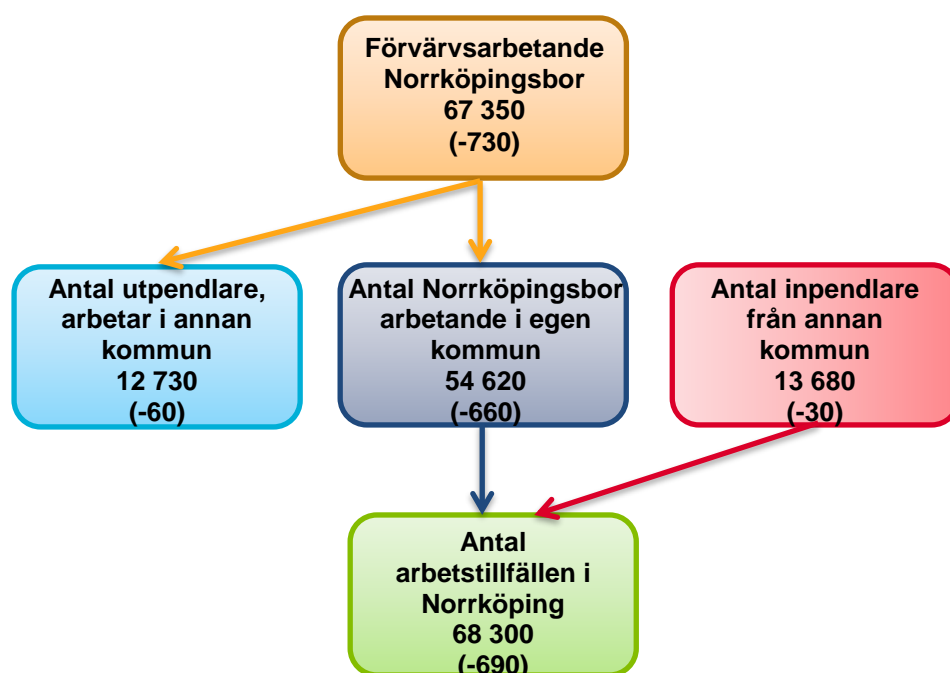 Förvärvsarbetande
Norrköpingsbor
67 350
(-730)
Antal utpendlare,
arbetar i annan
kommun
12 730
(-60)
Antal Norrköpingsbor
arbetande i egen
kommun
54 620
(-660)
Antal inpendlare
från annan
kommun
13 680
(-30)
Antal
arbetstillfällen i
Norrköping
68 300
(-690)